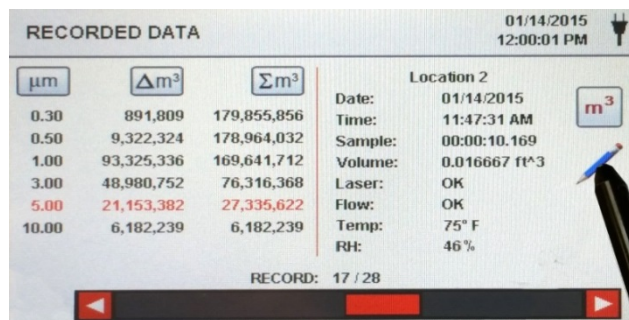 RECORDED DATA
01/14/2015
12:00:01 PM
µm Δm³ Σm³
0.30 891,809 179,855,856
0.50 9,322,324 178,964,032
1.00 93,325,336 169,641,712
3.00 48,980,752 76,316,368
5.00 21,153,382 27,335,622
10.00 6,182,239 6,182,239
Location 2
Date: 01/14/2015
Time: 11:47:31 AM
Sample: 00:00:10.169
Volume: 0.016667 ft^3
Laser: OK
Flow: OK
Temp: 75° F
RH: 46%
m³
RECORD: 17 / 28